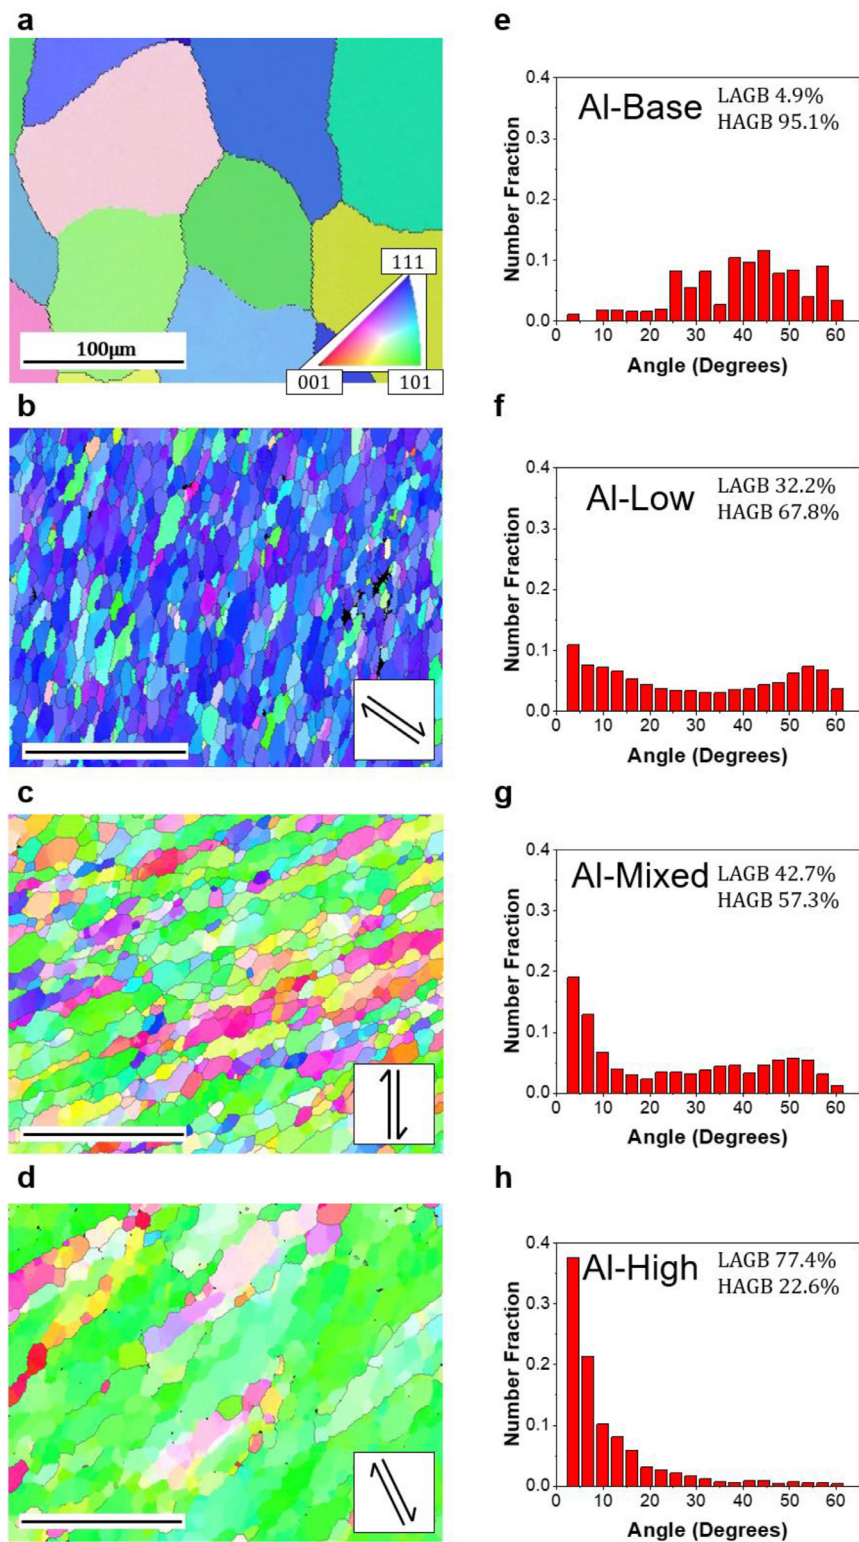 a
111
100μm
001
101
b
c
d
e
0.4
0.3
0.2
0.1
0.0
Number Fraction
Al-Base
LAGB 4.9%
HAGB 95.1%
0 10 20 30 40 50 60
Angle (Degrees)
f
0.4
0.3
0.2
0.1
0.0
Number Fraction
Al-Low
LAGB 32.2%
HAGB 67.8%
0 10 20 30 40 50 60
Angle (Degrees)
g
0.4
0.3
0.2
0.1
0.0
Number Fraction
Al-Mixed
LAGB 42.7%
HAGB 57.3%
0 10 20 30 40 50 60
Angle (Degrees)
h
0.4
0.3
0.2
0.1
0.0
Number Fraction
Al-High
LAGB 77.4%
HAGB 22.6%
0 10 20 30 40 50 60
Angle (Degrees)